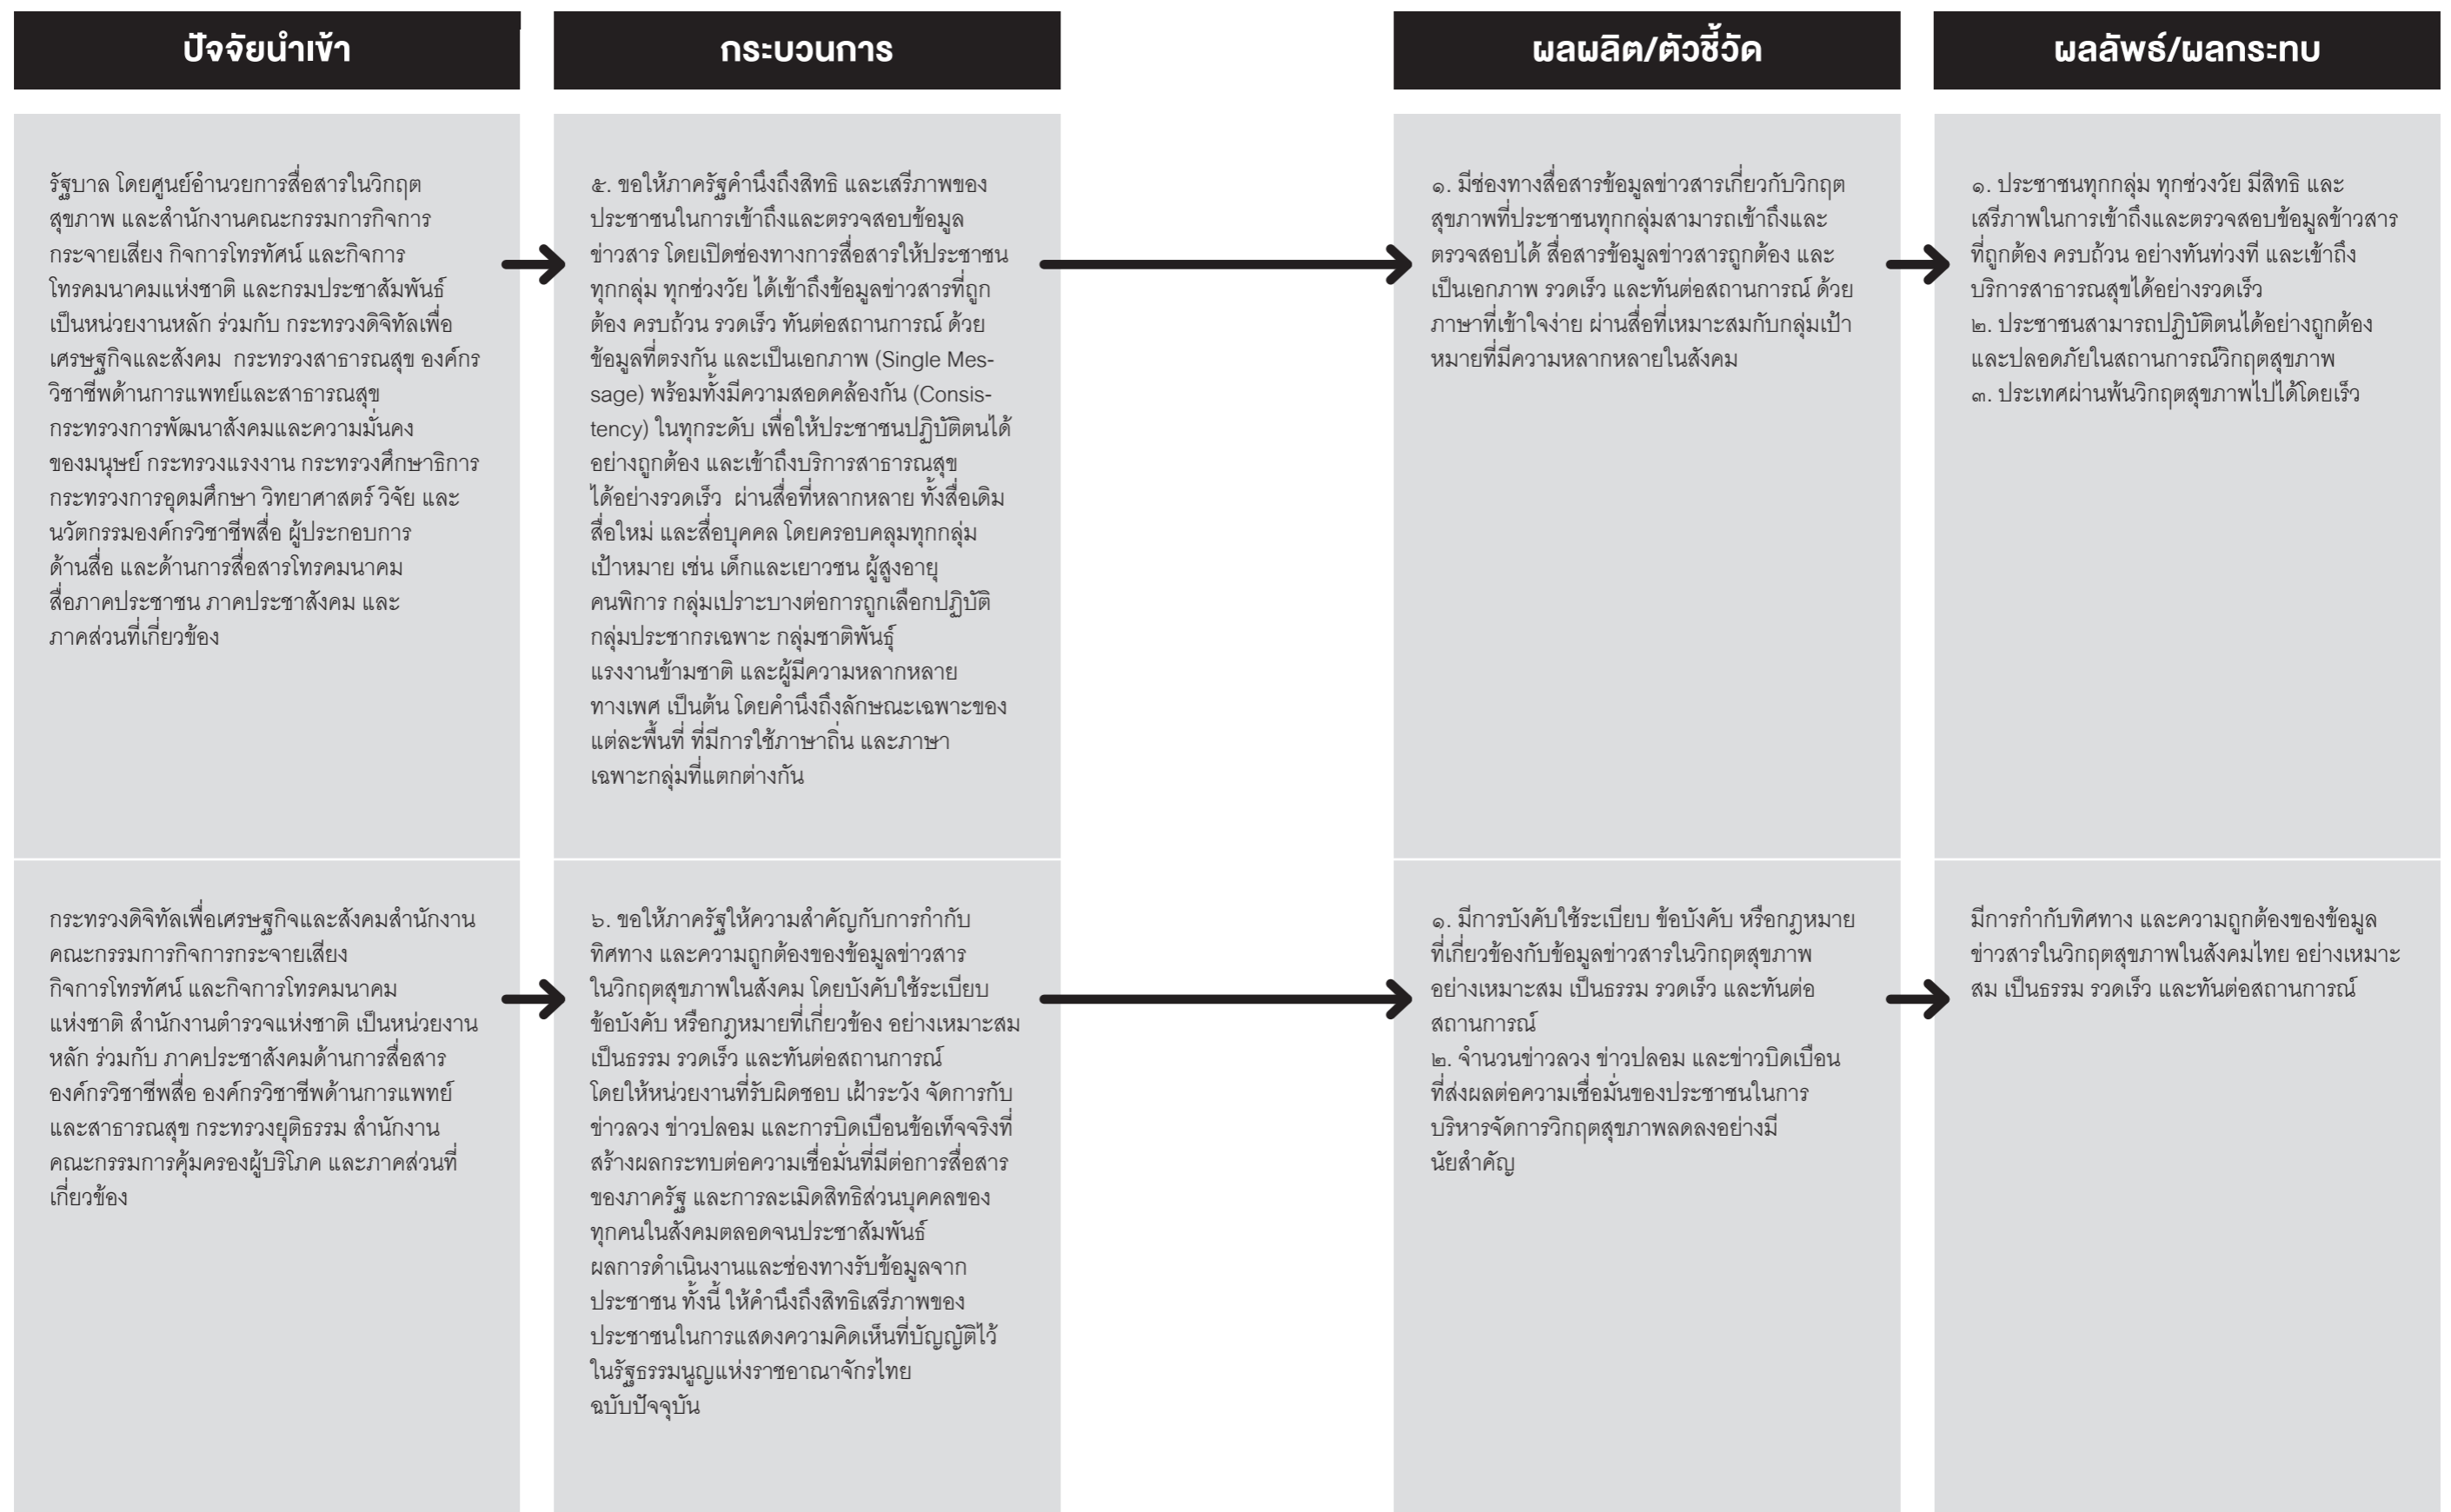 ปัจจัยนำเข้า
กระบวนการ
ผลผลิต/ตัวชี้วัด
ผลลัพธ์/ผลกระทบ
รัฐบาล โดยศูนย์อำนวยการสื่อสารในวิกฤต
สุขภาพ และสำนักงานคณะกรรมการกิจการ
กระจายเสียง กิจการโทรทัศน์ และกิจการ
โทรคมนาคมแห่งชาติ และกรมประชาสัมพันธ์
เป็นหน่วยงานหลัก ร่วมกับ กระทรวงดิจิทัลเพื่อ
เศรษฐกิจและสังคม กระทรวงสาธารณสุข องค์กร
วิชาชีพด้านการแพทย์และสาธารณสุข
กระทรวงการพัฒนาสังคมและความมั่นคง
ของมนุษย์ กระทรวงแรงงาน กระทรวงศึกษาธิการ
กระทรวงการอุดมศึกษา วิทยาศาสตร์ วิจัย และ
นวัตกรรมองค์กรวิชาชีพสื่อ ผู้ประกอบการ
ด้านสื่อ และด้านการสื่อสารโทรคมนาคม
สื่อภาคประชาชน ภาคประชาสังคม และ
ภาคส่วนที่เกี่ยวข้อง
๕. ขอให้ภาครัฐคำนึงถึงสิทธิ และเสรีภาพของ
ประชาชนในการเข้าถึงและตรวจสอบข้อมูล
ข่าวสาร โดยเปิดช่องทางการสื่อสารให้ประชาชน
ทุกกลุ่ม ทุกช่วงวัย ได้เข้าถึงข้อมูลข่าวสารที่ถูก
ต้อง ครบถ้วน รวดเร็ว ทันต่อสถานการณ์ ด้วย
ข้อมูลที่ตรงกัน และเป็นเอกภาพ (Single Mes-
sage) พร้อมทั้งมีความสอดคล้องกัน (Consis-
tency) ในทุกระดับ เพื่อให้ประชาชนปฏิบัติตนได้
อย่างถูกต้อง และเข้าถึงบริการสาธารณสุข
ได้อย่างรวดเร็ว ผ่านสื่อที่หลากหลาย ทั้งสื่อเดิม
สื่อใหม่ และสื่อบุคคล โดยครอบคลุมทุกกลุ่ม
เป้าหมาย เช่น เด็กและเยาวชน ผู้สูงอายุ
คนพิการ กลุ่มเปราะบางต่อการถูกเลือกปฏิบัติ
กลุ่มประชากรเฉพาะ กลุ่มชาติพันธุ์
แรงงานข้ามชาติ และผู้มีความหลากหลาย
ทางเพศ เป็นต้น โดยคำนึงถึงลักษณะเฉพาะของ
แต่ละพื้นที่ ที่มีการใช้ภาษาถิ่น และภาษา
เฉพาะกลุ่มที่แตกต่างกัน
๑. มีช่องทางสื่อสารข้อมูลข่าวสารเกี่ยวกับวิกฤต
สุขภาพที่ประชาชนทุกกลุ่มสามารถเข้าถึงและ
ตรวจสอบได้ สื่อสารข้อมูลข่าวสารถูกต้อง และ
เป็นเอกภาพ รวดเร็ว และทันต่อสถานการณ์ ด้วย
ภาษาที่เข้าใจง่าย ผ่านสื่อที่เหมาะสมกับกลุ่มเป้า
หมายที่มีความหลากหลายในสังคม
๑. ประชาชนทุกกลุ่ม ทุกช่วงวัย มีสิทธิ และ
เสรีภาพในการเข้าถึงและตรวจสอบข้อมูลข้าวสาร
ที่ถูกต้อง ครบถ้วน อย่างทันท่วงที และเข้าถึง
บริการสาธารณสุขได้อย่างรวดเร็ว
๒. ประชาชนสามารถปฏิบัติตนได้อย่างถูกต้อง
และปลอดภัยในสถานการณ์วิกฤตสุขภาพ
๓. ประเทศผ่านพ้นวิกฤตสุขภาพไปได้โดยเร็ว
กระทรวงดิจิทัลเพื่อเศรษฐกิจและสังคมสำนักงาน
คณะกรรมการกิจการกระจายเสียง
กิจการโทรทัศน์ และกิจการโทรคมนาคม
แห่งชาติ สำนักงานตำรวจแห่งชาติ เป็นหน่วยงาน
หลัก ร่วมกับ ภาคประชาสังคมด้านการสื่อสาร
องค์กรวิชาชีพสื่อ องค์กรวิชาชีพด้านการแพทย์
และสาธารณสุข กระทรวงยุติธรรม สำนักงาน
คณะกรรมการคุ้มครองผู้บริโภค และภาคส่วนที่
เกี่ยวข้อง
๖. ขอให้ภาครัฐให้ความสำคัญกับการกำกับ
ทิศทาง และความถูกต้องของข้อมูลข่าวสาร
ในวิกฤตสุขภาพในสังคม โดยบังคับใช้ระเบียบ
ข้อบังคับ หรือกฎหมายที่เกี่ยวข้อง อย่างเหมาะสม
เป็นธรรม รวดเร็ว และทันต่อสถานการณ์
โดยให้หน่วยงานที่รับผิดชอบ เฝ้าระวัง จัดการกับ
ข่าวลวง ข่าวปลอม และการบิดเบือนข้อเท็จจริงที่
สร้างผลกระทบต่อความเชื่อมั่นที่มีต่อการสื่อสาร
ของภาครัฐ และการละเมิดสิทธิส่วนบุคคลของ
ทุกคนในสังคมตลอดจนประชาสัมพันธ์
ผลการดำเนินงานและช่องทางรับข้อมูลจาก
ประชาชน ทั้งนี้ ให้คำนึงถึงสิทธิเสรีภาพของ
ประชาชนในการแสดงความคิดเห็นที่บัญญัติไว้
ในรัฐธรรมนูญแห่งราชอาณาจักรไทย
ฉบับปัจจุบัน
๑. มีการบังคับใช้ระเบียบ ข้อบังคับ หรือกฎหมาย
ที่เกี่ยวข้องกับข้อมูลข่าวสารในวิกฤตสุขภาพ
อย่างเหมาะสม เป็นธรรม รวดเร็ว และทันต่อ
สถานการณ์
๒. จำนวนข่าวลวง ข่าวปลอม และข่าวบิดเบือน
ที่ส่งผลต่อความเชื่อมั่นของประชาชนในการ
บริหารจัดการวิกฤตสุขภาพลดลงอย่างมี
นัยสำคัญ
มีการกำกับทิศทาง และความถูกต้องของข้อมูล
ข่าวสารในวิกฤตสุขภาพในสังคมไทย อย่างเหมาะ
สม เป็นธรรม รวดเร็ว และทันต่อสถานการณ์